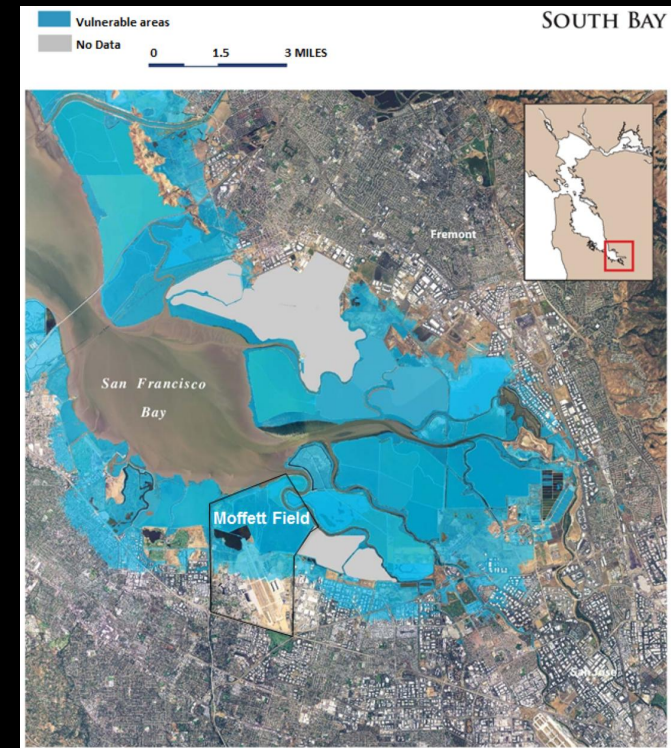 Vulnerable areas
No Data
0 1.5 3 MILES
SOUTH BAY
Fremont
San Francisco
Bay
Moffett Field
San Jose